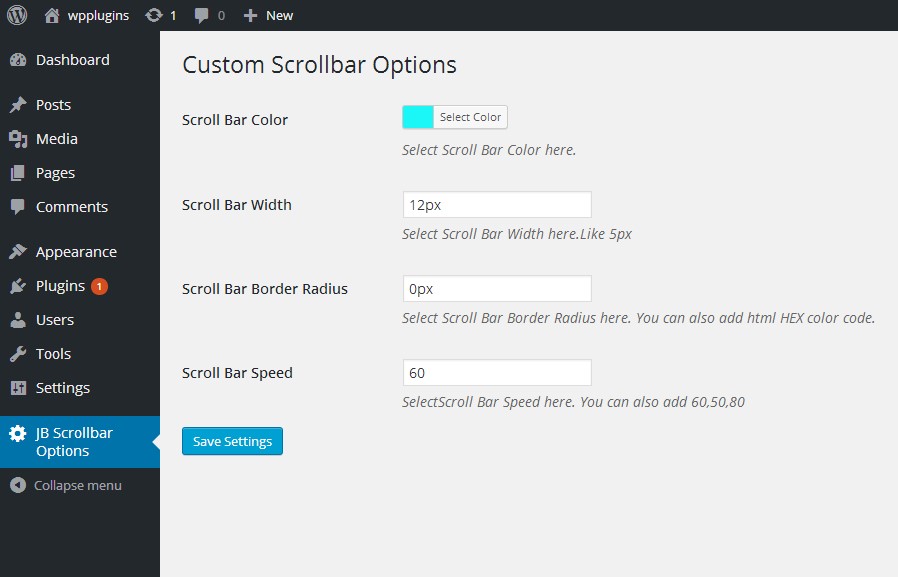 wpplugins 1 0 New
Dashboard
Posts
Media
Pages
Comments
Appearance
Plugins 1
Users
Tools
Settings
JB Scrollbar
Options
Collapse menu
Custom Scrollbar Options
Scroll Bar Color
Select Color
Select Scroll Bar Color here.
Scroll Bar Width
12px
Select Scroll Bar Width here.Like 5px
Scroll Bar Border Radius
0px
Select Scroll Bar Border Radius here. You can also add html HEX color code.
Scroll Bar Speed
60
SelectScroll Bar Speed here. You can also add 60,50,80
Save Settings